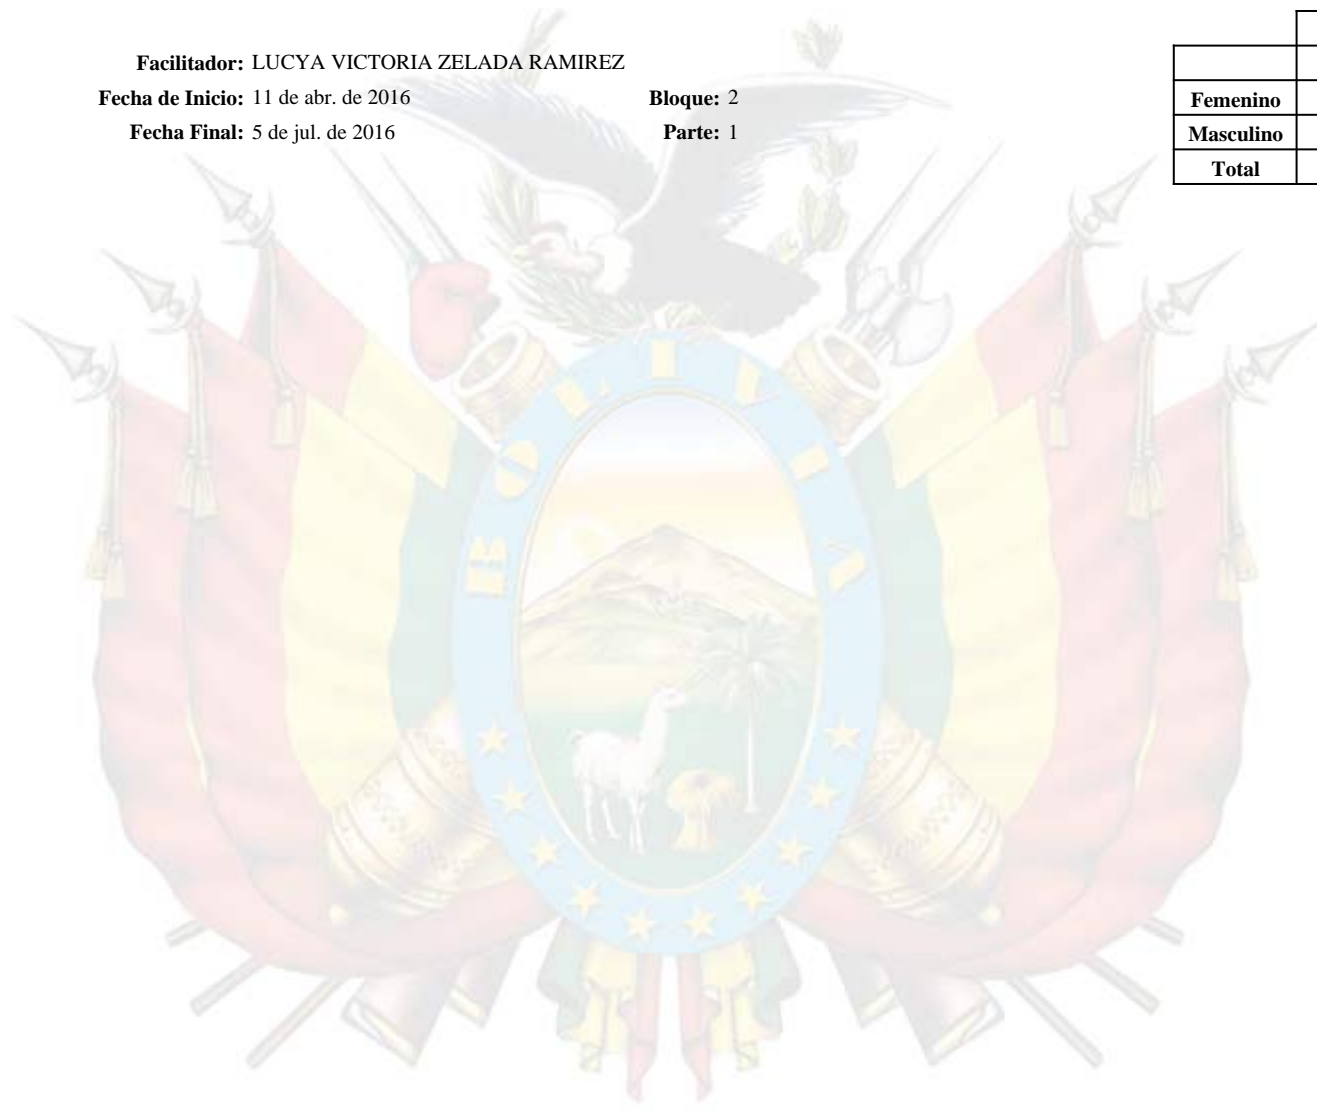 Facilitador: LUCYA VICTORIA ZELADA RAMIREZ
Fecha de Inicio: 11 de abr. de 2016 Bloque: 2
Fecha Final: 5 de jul. de 2016 Parte: 1
Femenino
Masculino
Total
BOLIVIA